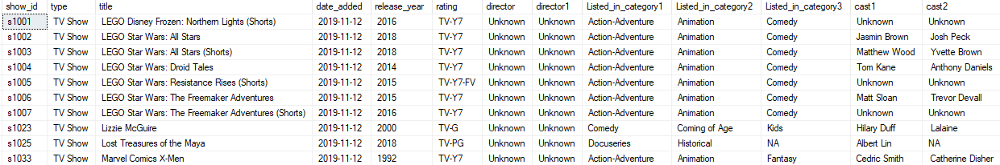 show_id type title date_added release_year rating director director1 Listed_in_category1 Listed_in_category2 Listed_in_category3 cast1 cast2
s1001 TV Show LEGO Disney Frozen: Northern Lights (Shorts) 2019-11-12 2016 TV-Y7 Unknown Unknown Action-Adventure Animation Comedy Unknown Unknown
s1002 TV Show LEGO Star Wars: All Stars 2019-11-12 2018 TV-Y7 Unknown Unknown Action-Adventure Animation Comedy Jasmin Brown Josh Peck
s1003 TV Show LEGO Star Wars: All Stars (Shorts) 2019-11-12 2018 TV-Y7 Unknown Unknown Action-Adventure Animation Comedy Matthew Wood Yvette Brown
s1004 TV Show LEGO Star Wars: Droid Tales 2019-11-12 2014 TV-Y7 Unknown Unknown Action-Adventure Animation Comedy Tom Kane Anthony Daniels
s1005 TV Show LEGO Star Wars: Resistance Rises (Shorts) 2019-11-12 2015 TV-Y7-FV Unknown Unknown Action-Adventure Animation Comedy Unknown Unknown
s1006 TV Show LEGO Star Wars: The Freemaker Adventures 2019-11-12 2015 TV-Y7 Unknown Unknown Action-Adventure Animation Comedy Matt Sloan Trevor Devall
s1007 TV Show LEGO Star Wars: The Freemaker Adventures (Shorts) 2019-11-12 2016 TV-Y7 Unknown Unknown Action-Adventure Animation Comedy Unknown Unknown
s1023 TV Show Lizzie McGuire 2019-11-12 2000 TV-G Unknown Unknown Comedy Coming of Age Kids Hilary Duff Lalaine
s1025 TV Show Lost Treasures of the Maya 2019-11-12 2018 TV-PG Unknown Unknown Docuseries Historical NA Albert Lin NA
s1033 TV Show Marvel Comics X-Men 2019-11-12 1992 TV-Y7 Unknown Unknown Action-Adventure Animation Fantasy Cedric Smith Catherine Disher